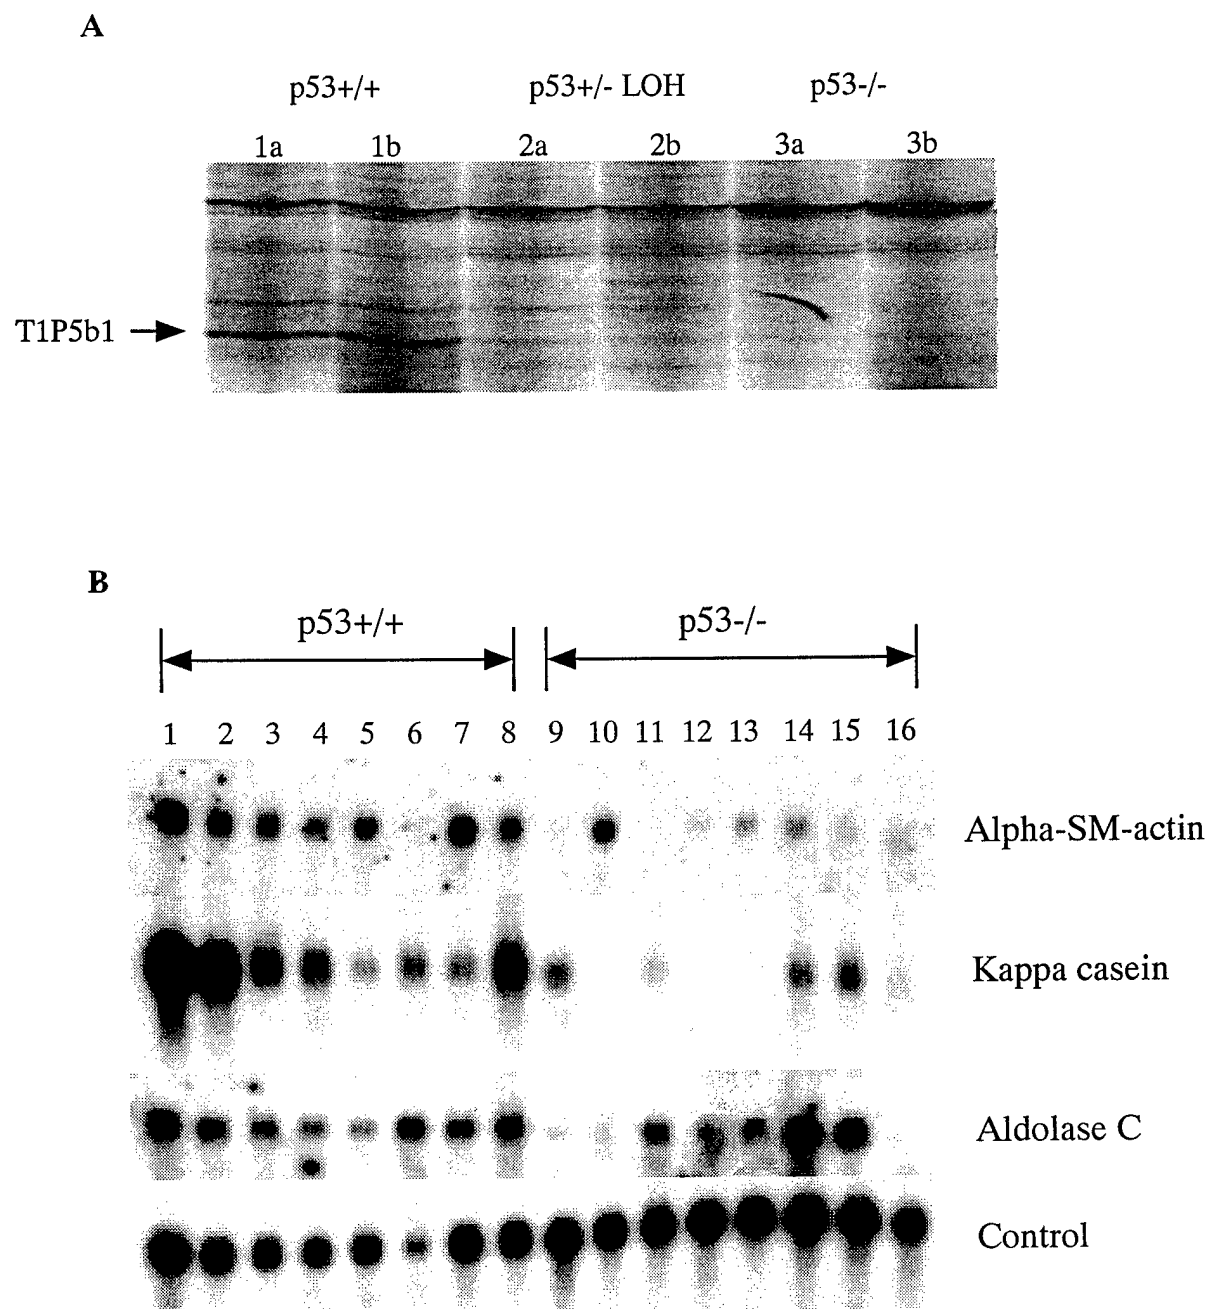 A
p53+/+ p53+/- LOH p53-/-
1a 1b 2a 2b 3a 3b
T1P5b1
B
p53+/+ p53-/-
1 2 3 4 5 6 7 8 9 10 11 12 13 14 15 16
Alpha-SM-actin
Kappa casein
Aldolase C
Control